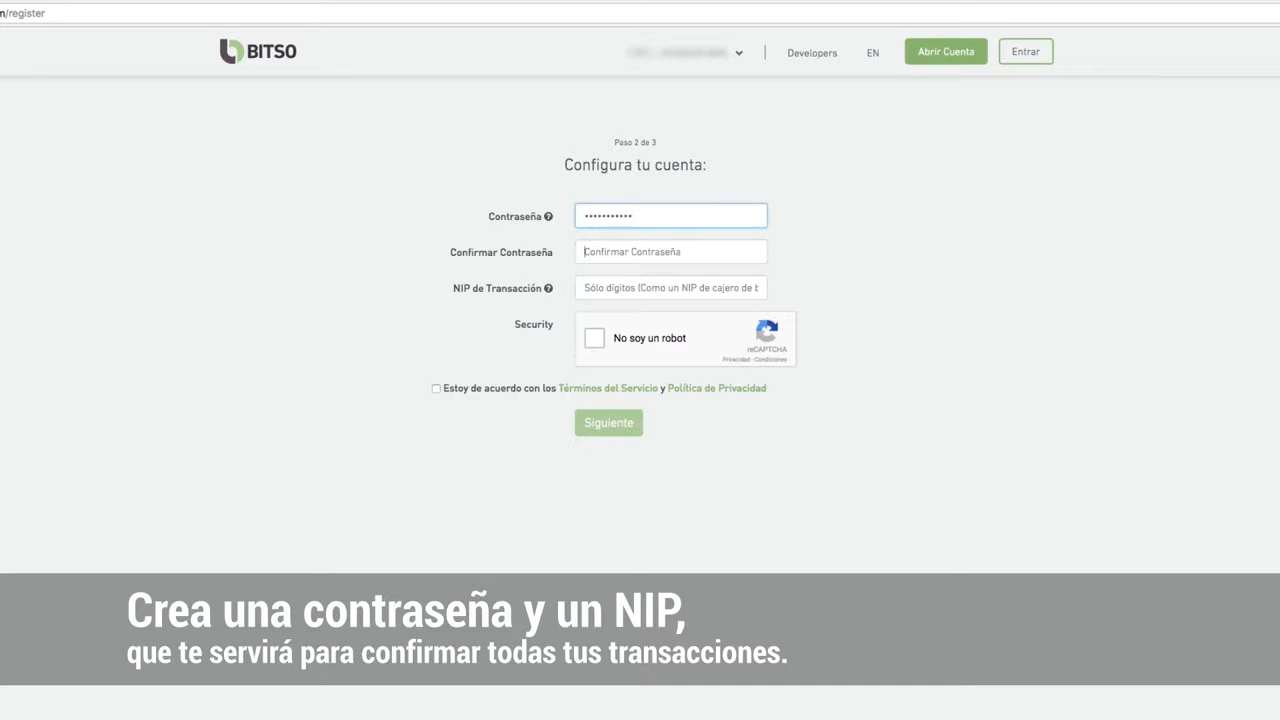 m/register
BITSO
Developers
EN
Abrir Cuenta
Entrar
Paso 2 de 3
Configura tu cuenta:
Contraseña
Confirmar Contraseña
Confirmar Contraseña
NIP de Transacción
Sólo dígitos (Como un NIP de cajero de b
Security
No soy un robot
reCAPTCHA
Privacidad - Condiciones
Estoy de acuerdo con los Términos del Servicio y Política de Privacidad
Siguiente
Crea una contraseña y un NIP,
que te servirá para confirmar todas tus transacciones.